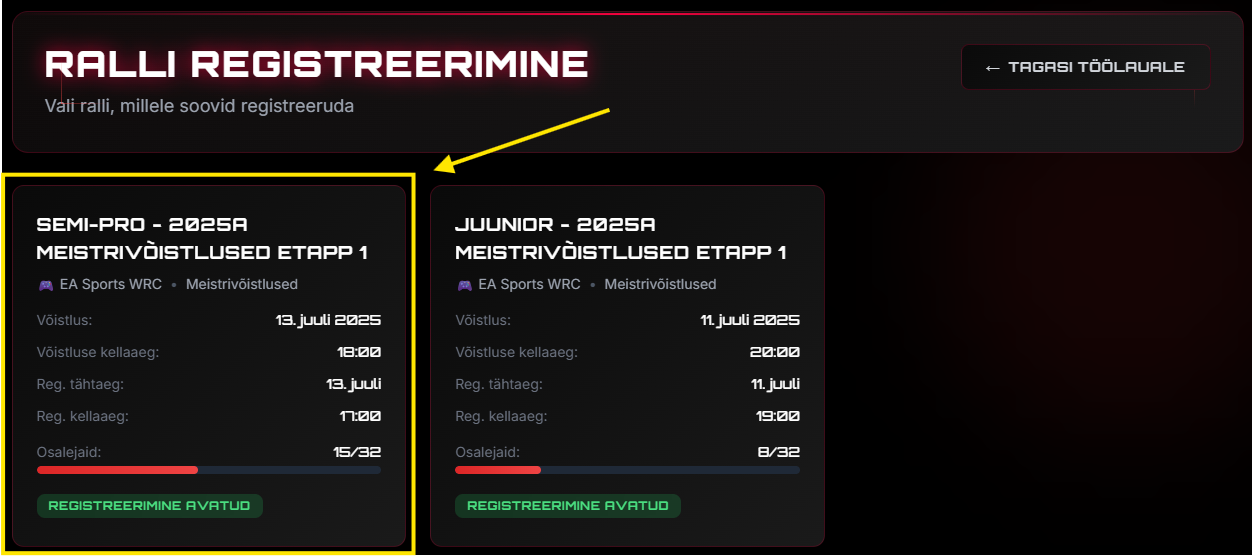 RALLI REGISTREERIMINE
Vali ralli, millele soovid registreeruda
← TAGASI TÖÖLAUALE
SEMI-PRO - 2025A
MEISTRIVÕISTLUSED ETAPP 1
EA Sports WRC • Meistrivõistlused
Võistlus: 13. juuli 2025
Võistluse kellaaeg: 18:00
Reg. tähtaeg: 13. juuli
Reg. kellaaeg: 17:00
Osalejaid: 15/32
REGISTREERIMINE AVATUD
JUUNIOR - 2025A
MEISTRIVÕISTLUSED ETAPP 1
EA Sports WRC • Meistrivõistlused
Võistlus: 11. juuli 2025
Võistluse kellaaeg: 20:00
Reg. tähtaeg: 11. juuli
Reg. kellaaeg: 19:00
Osalejaid: 8/32
REGISTREERIMINE AVATUD